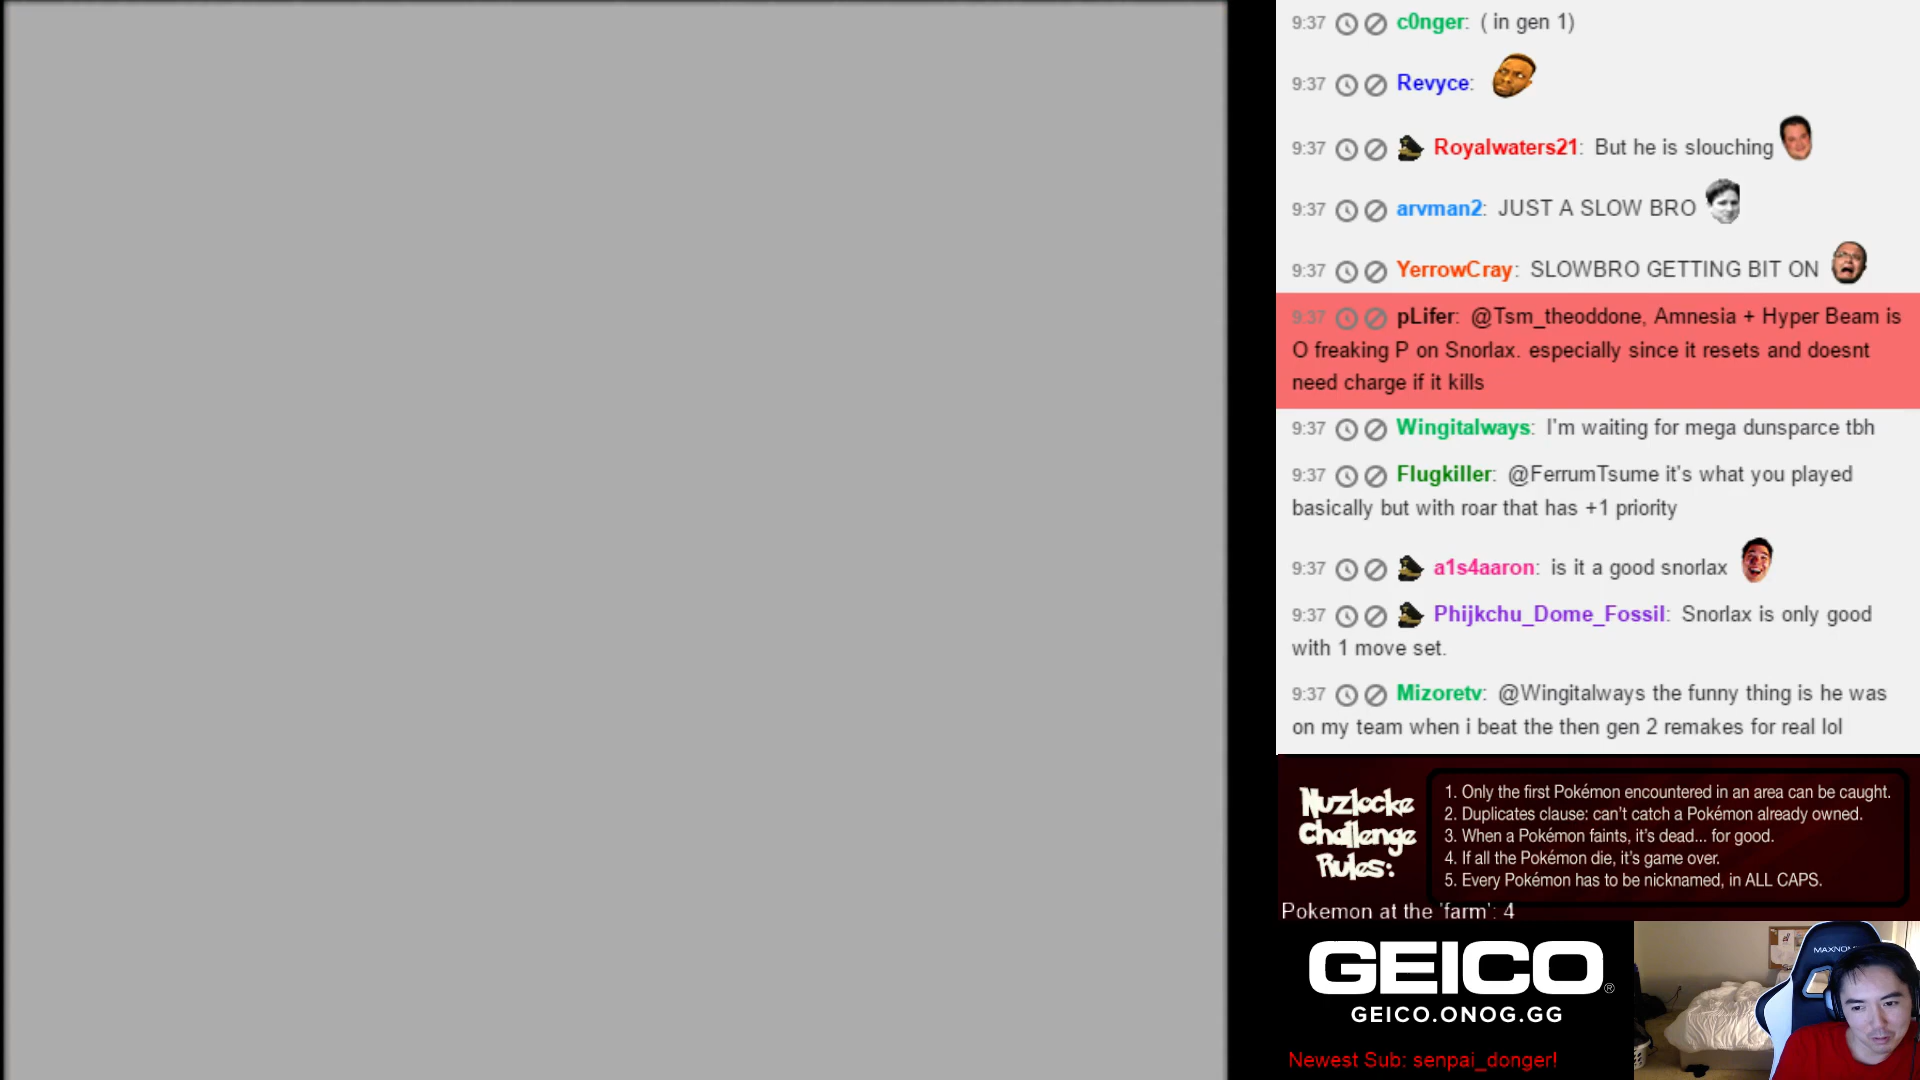 9:37 c0nger: ( in gen 1)
9:37 Revyce:
9:37 Royalwaters21: But he is slouching
9:37 arvman2: JUST A SLOW BRO
9:37 YerrowCray: SLOWBRO GETTING BIT ON
9:37 pLifer: @Tsm_theoddone, Amnesia + Hyper Beam is
O freaking P on Snorlax. especially since it resets and doesnt
need charge if it kills
9:37 Wingitalways: I'm waiting for mega dunsparce tbh
9:37 Flugkiller: @FerrumTsume it's what you played
basically but with roar that has +1 priority
9:37 a1s4aaron: is it a good snorlax
9:37 Phijkchu_Dome_Fossil: Snorlax is only good
with 1 move set.
9:37 Mizoretv: @Wingitalways the funny thing is he was
on my team when i beat the then gen 2 remakes for real lol
Nuzlocke
Challenge
Rules:
1. Only the first Pokémon encountered in an area can be caught.
2. Duplicates clause: can't catch a Pokémon already owned.
3. When a Pokémon faints, it's dead... for good.
4. If all the Pokémon die, it's game over.
5. Every Pokémon has to be nicknamed, in ALL CAPS.
Pokemon at the 'farm': 4
GEICO®
GEICO.ONOG.GG
Newest Sub: senpai_donger!